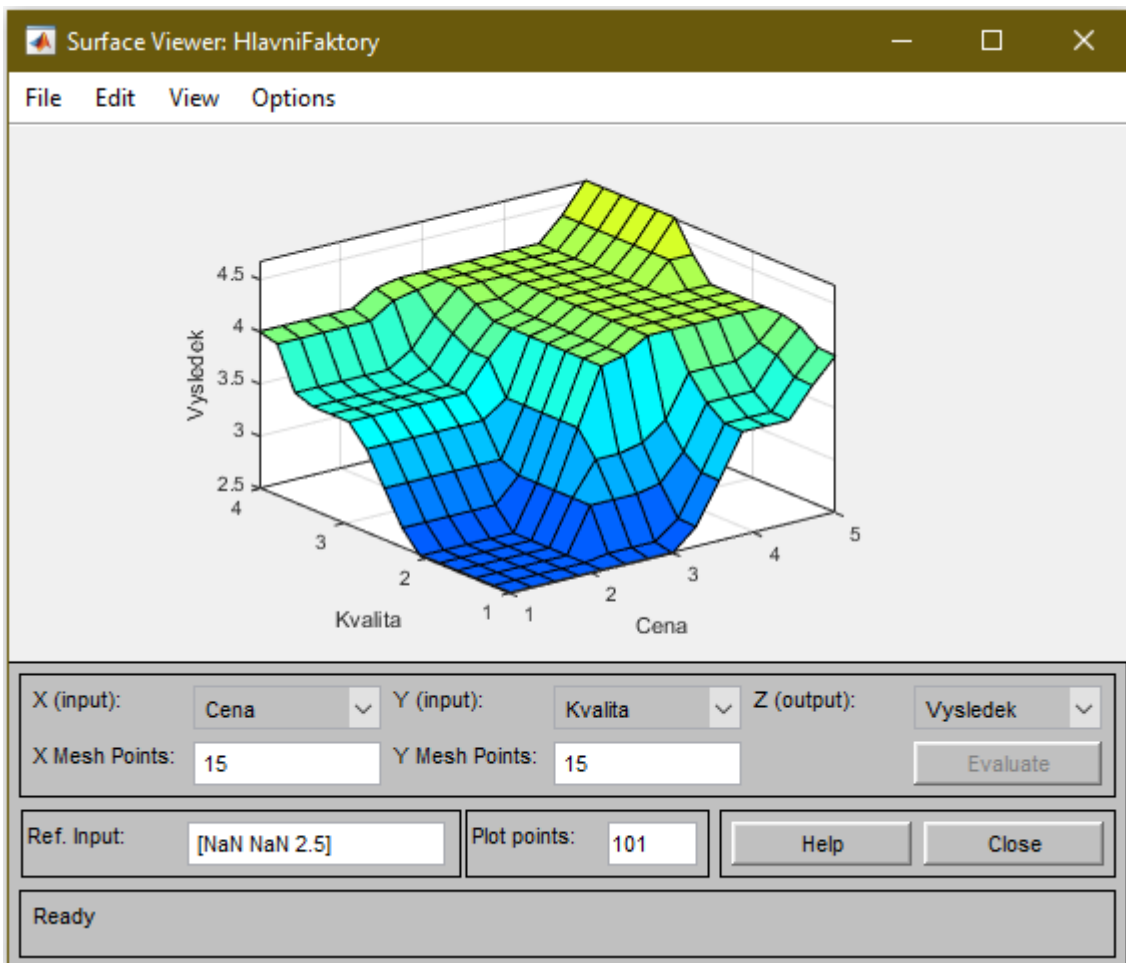 Surface Viewer: HlavniFaktory
File Edit View Options
4.5
4
3.5
3
2.5
Vysledek
4
3
2
1
Kvalita
1
2
3
4
5
Cena
X (input): Cena Y (input): Kvalita Z (output): Vysledek
X Mesh Points: 15 Y Mesh Points: 15 Evaluate
Ref. Input: [NaN NaN 2.5] Plot points: 101 Help Close
Ready